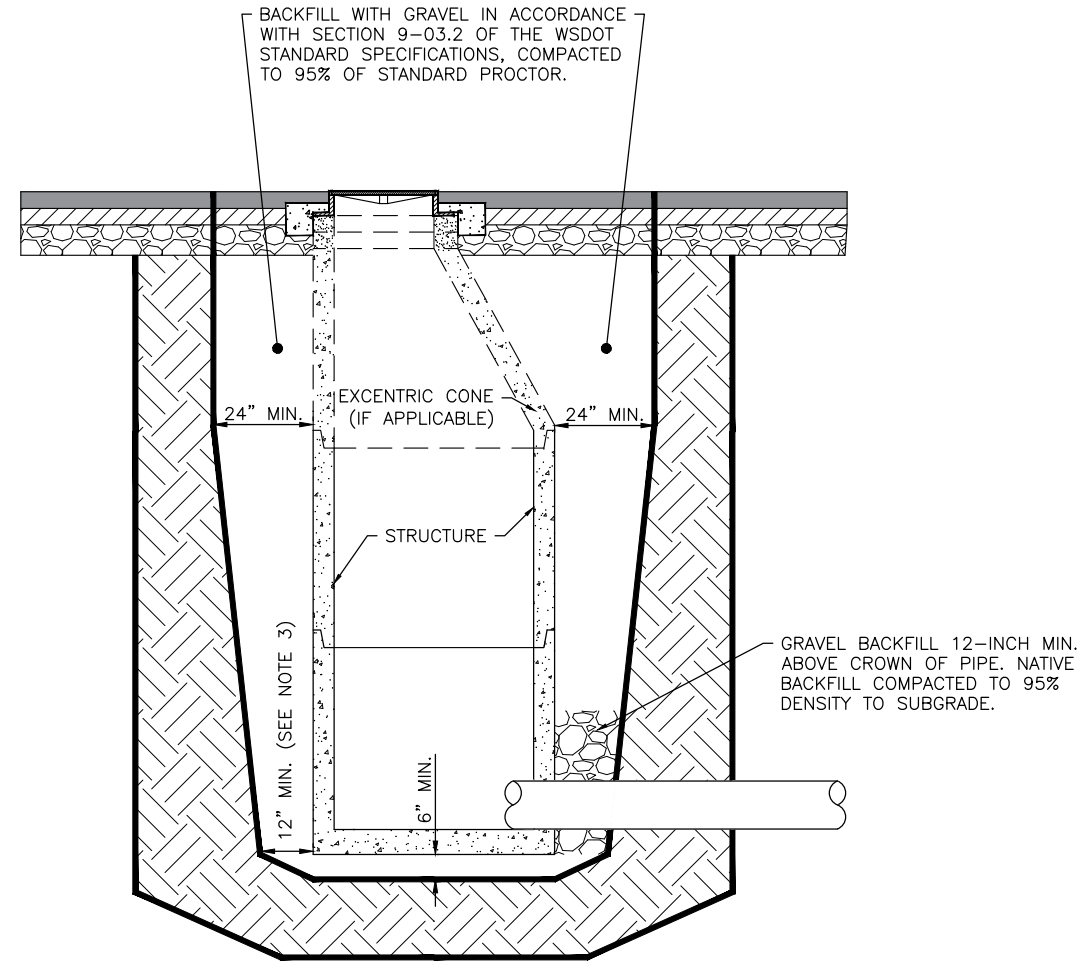 BACKFILL WITH GRAVEL IN ACCORDANCE
WITH SECTION 9-03.2 OF THE WSDOT
STANDARD SPECIFICATIONS, COMPACTED
TO 95% OF STANDARD PROCTOR.
EXCENTRIC CONE
(IF APPLICABLE)
24" MIN.
24" MIN.
STRUCTURE
12" MIN. (SEE NOTE 3)
6" MIN.
GRAVEL BACKFILL 12-INCH MIN.
ABOVE CROWN OF PIPE. NATIVE
BACKFILL COMPACTED TO 95%
DENSITY TO SUBGRADE.